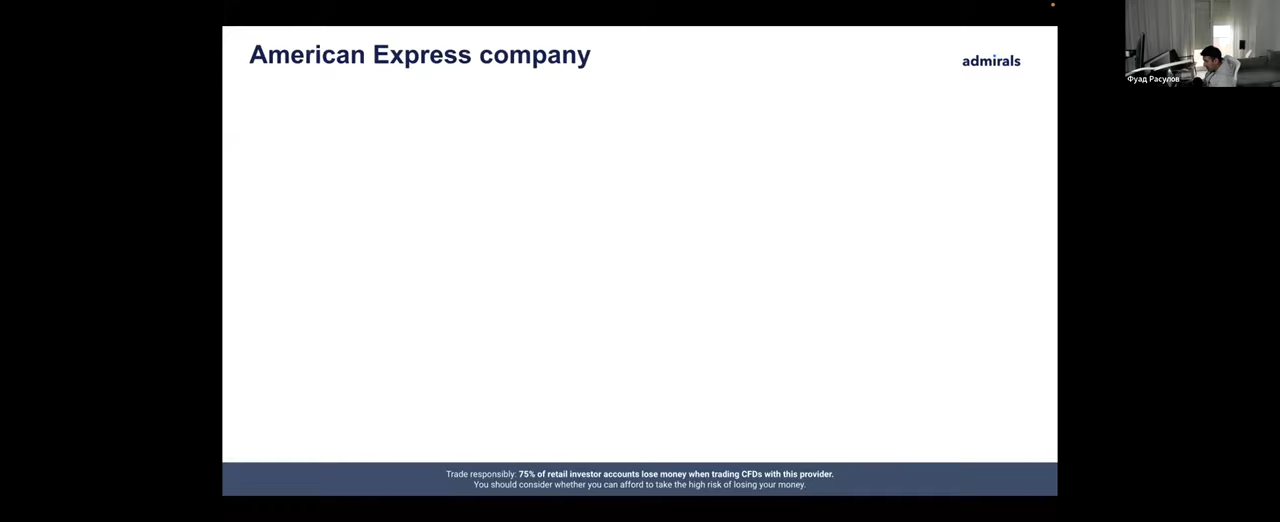 American Express company
admirals
Фуад Расулов
Trade responsibly: 75% of retail investor accounts lose money when trading CFDs with this provider.
You should consider whether you can afford to take the high risk of losing your money.